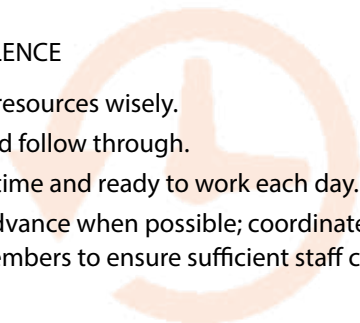 LENCE
resources wisely.
d follow through.
time and ready to work each day.
dvance when possible; coordinate
mbers to ensure sufficient staff c